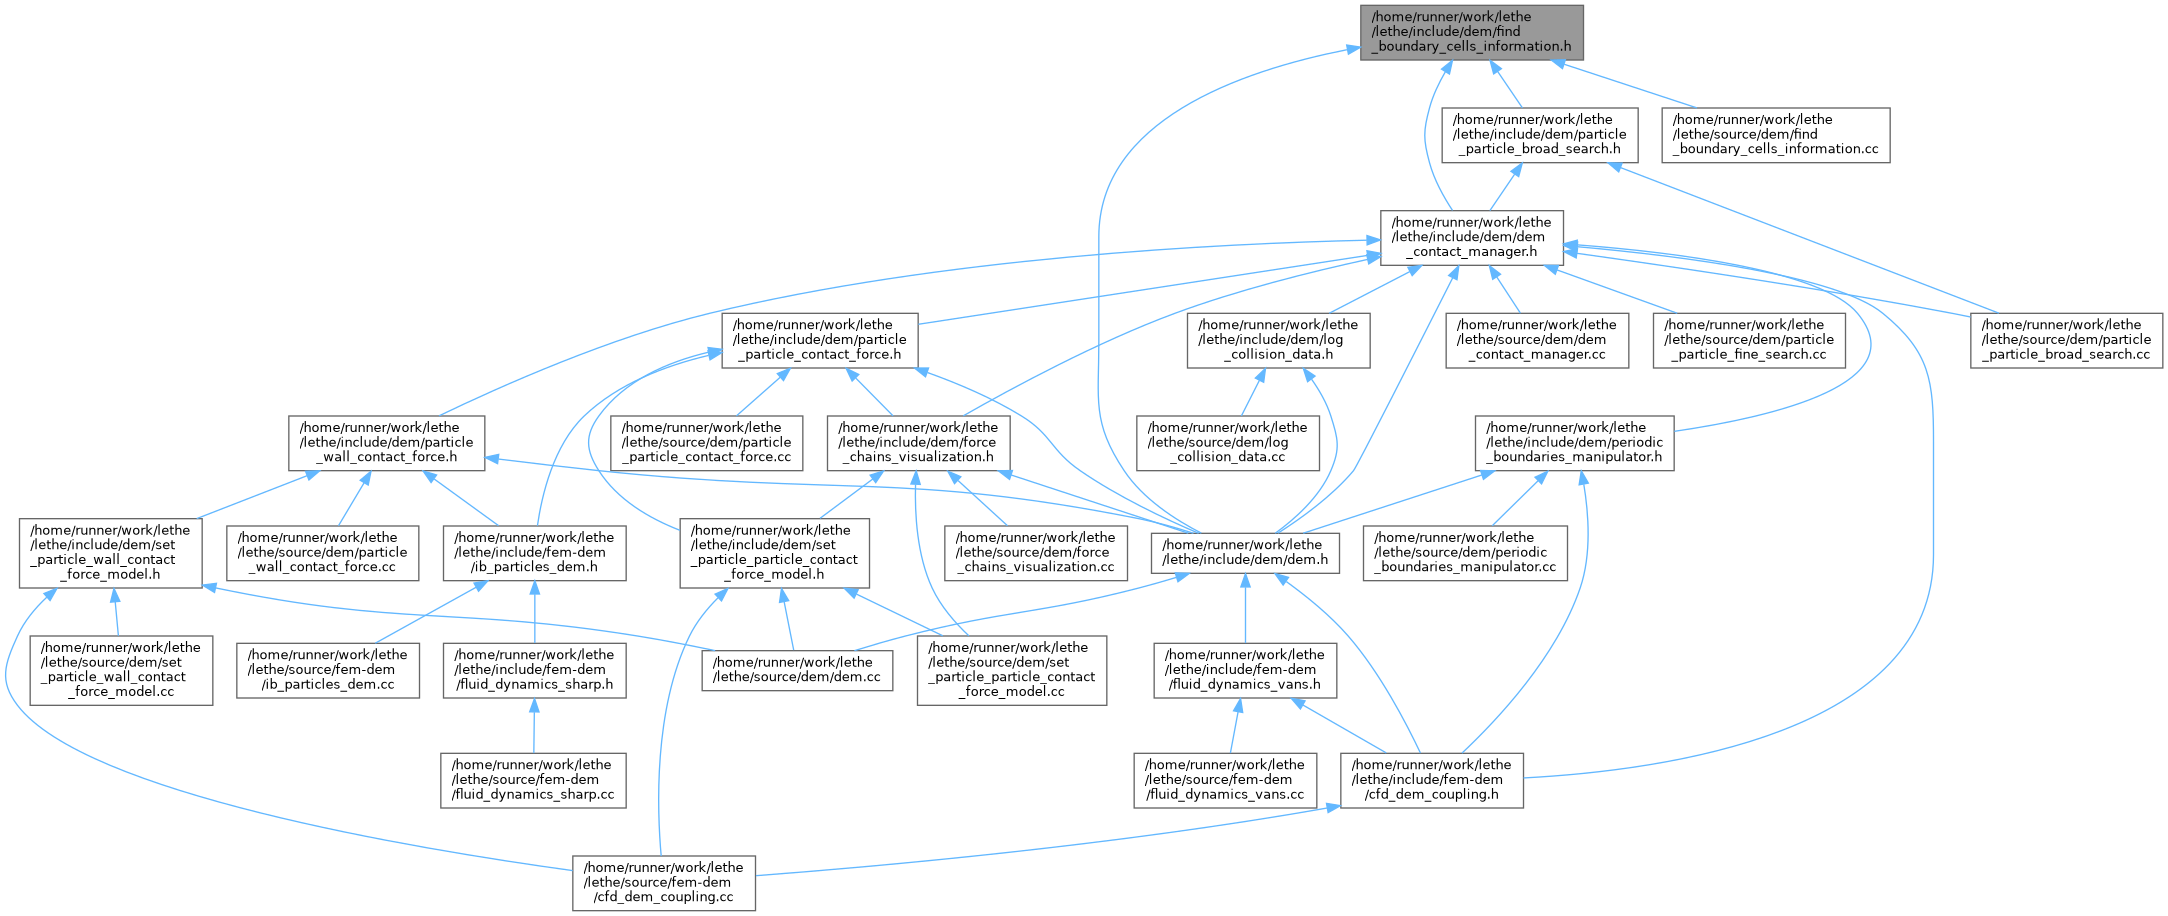 /home/runner/work/lethe
/lethe/include/dem/find
_boundary_cells_information.h
/home/runner/work/lethe
/lethe/include/dem/particle
_particle_broad_search.h
/home/runner/work/lethe
/lethe/source/dem/find
_boundary_cells_information.cc
/home/runner/work/lethe
/lethe/include/dem/dem
_contact_manager.h
/home/runner/work/lethe
/lethe/include/dem/particle
_particle_contact_force.h
/home/runner/work/lethe
/lethe/include/dem/log
_collision_data.h
/home/runner/work/lethe
/lethe/source/dem/dem
_contact_manager.cc
/home/runner/work/lethe
/lethe/source/dem/particle
_particle_fine_search.cc
/home/runner/work/lethe
/lethe/source/dem/particle
_particle_broad_search.cc
/home/runner/work/lethe
/lethe/include/dem/particle
_wall_contact_force.h
/home/runner/work/lethe
/lethe/source/dem/particle
_particle_contact_force.cc
/home/runner/work/lethe
/lethe/include/dem/force
_chains_visualization.h
/home/runner/work/lethe
/lethe/source/dem/log
_collision_data.cc
/home/runner/work/lethe
/lethe/include/dem/periodic
_boundaries_manipulator.h
/home/runner/work/lethe
/lethe/include/dem/set
_particle_wall_contact
_force_model.h
/home/runner/work/lethe
/lethe/source/dem/particle
_wall_contact_force.cc
/home/runner/work/lethe
/lethe/include/fem-dem
/ib_particles_dem.h
/home/runner/work/lethe
/lethe/include/dem/set
_particle_particle_contact
_force_model.h
/home/runner/work/lethe
/lethe/source/dem/force
_chains_visualization.cc
/home/runner/work/lethe
/lethe/include/dem/dem.h
/home/runner/work/lethe
/lethe/source/dem/periodic
_boundaries_manipulator.cc
/home/runner/work/lethe
/lethe/source/dem/set
_particle_wall_contact
_force_model.cc
/home/runner/work/lethe
/lethe/source/fem-dem
/ib_particles_dem.cc
/home/runner/work/lethe
/lethe/include/fem-dem
/fluid_dynamics_sharp.h
/home/runner/work/lethe
/lethe/source/dem/dem.cc
/home/runner/work/lethe
/lethe/source/dem/set
_particle_particle_contact
_force_model.cc
/home/runner/work/lethe
/lethe/include/fem-dem
/fluid_dynamics_vans.h
/home/runner/work/lethe
/lethe/source/fem-dem
/fluid_dynamics_sharp.cc
/home/runner/work/lethe
/lethe/source/fem-dem
/fluid_dynamics_vans.cc
/home/runner/work/lethe
/lethe/include/fem-dem
/cfd_dem_coupling.h
/home/runner/work/lethe
/lethe/source/fem-dem
/cfd_dem_coupling.cc